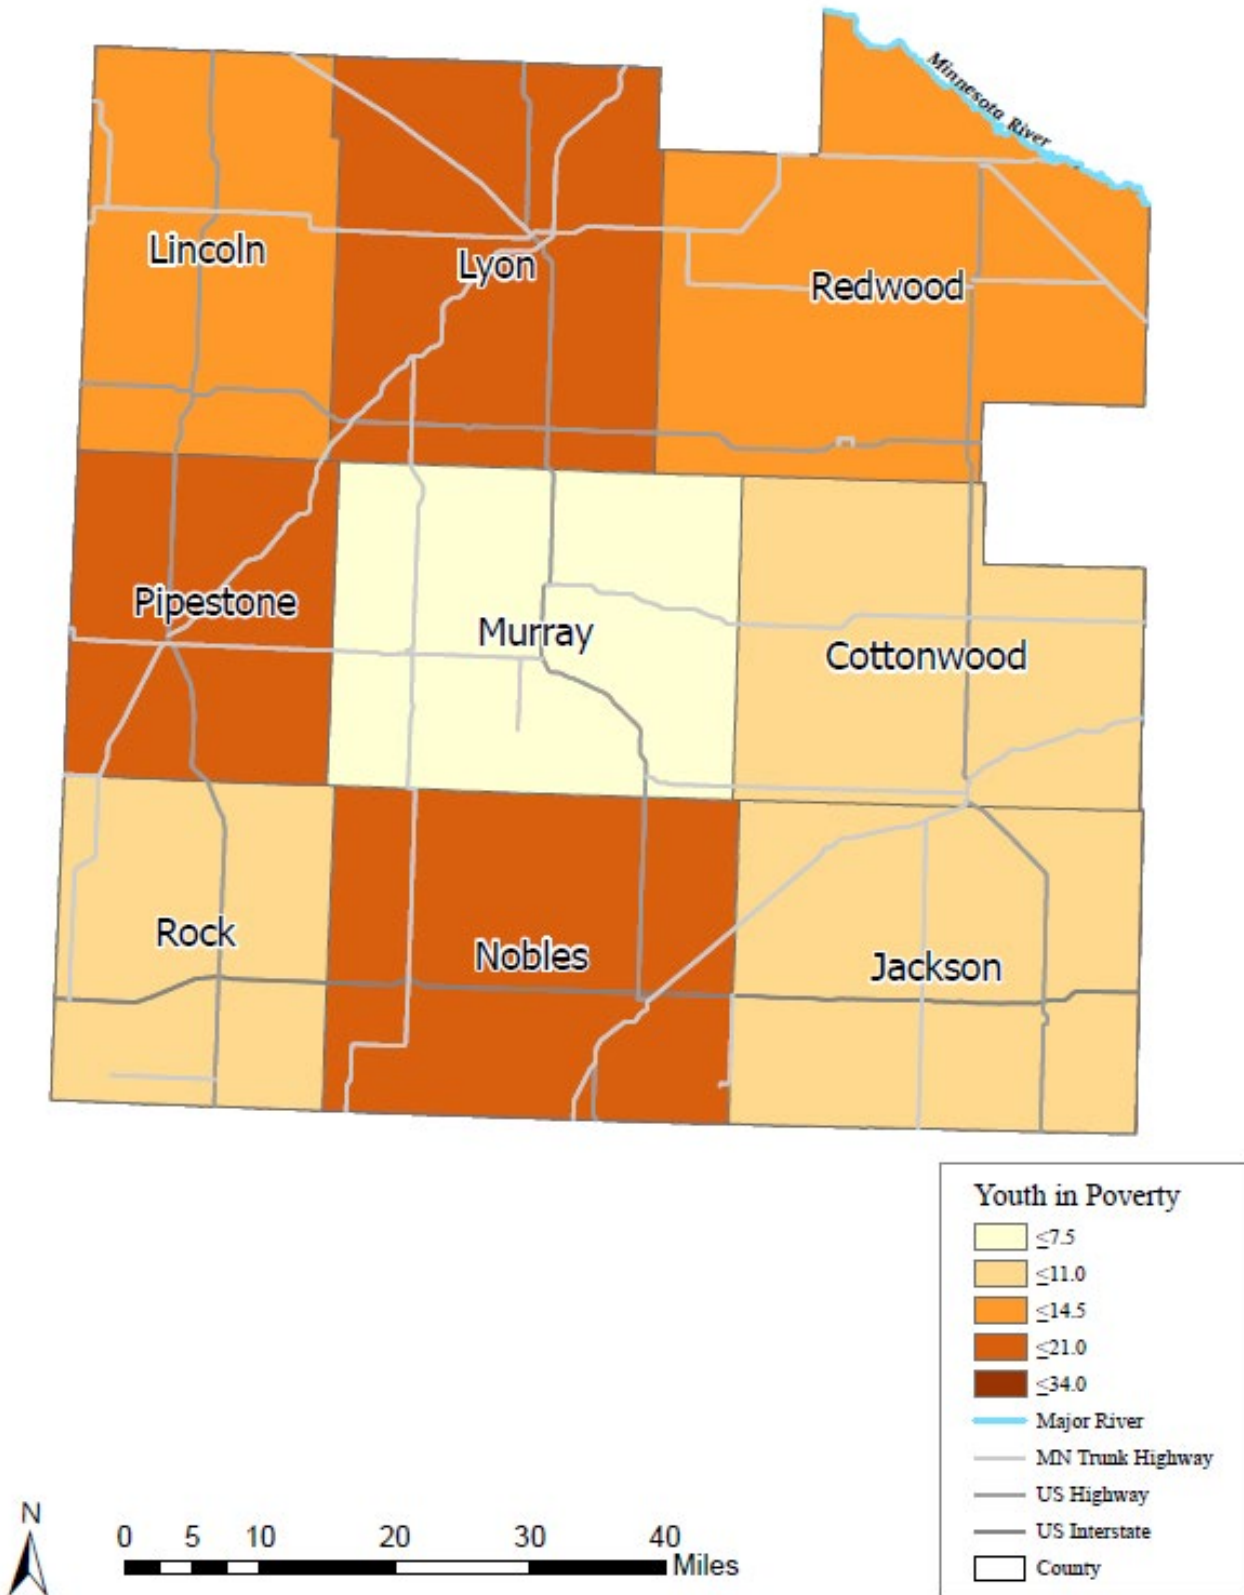 Minnesota River
Lincoln
Lyon
Redwood
Pipestone
Murray
Cottonwood
Rock
Nobles
Jackson
Youth in Poverty
≤7.5
≤11.0
≤14.5
≤21.0
≤34.0
Major River
MN Trunk Highway
US Highway
US Interstate
County
N
0 5 10 20 30 40
Miles